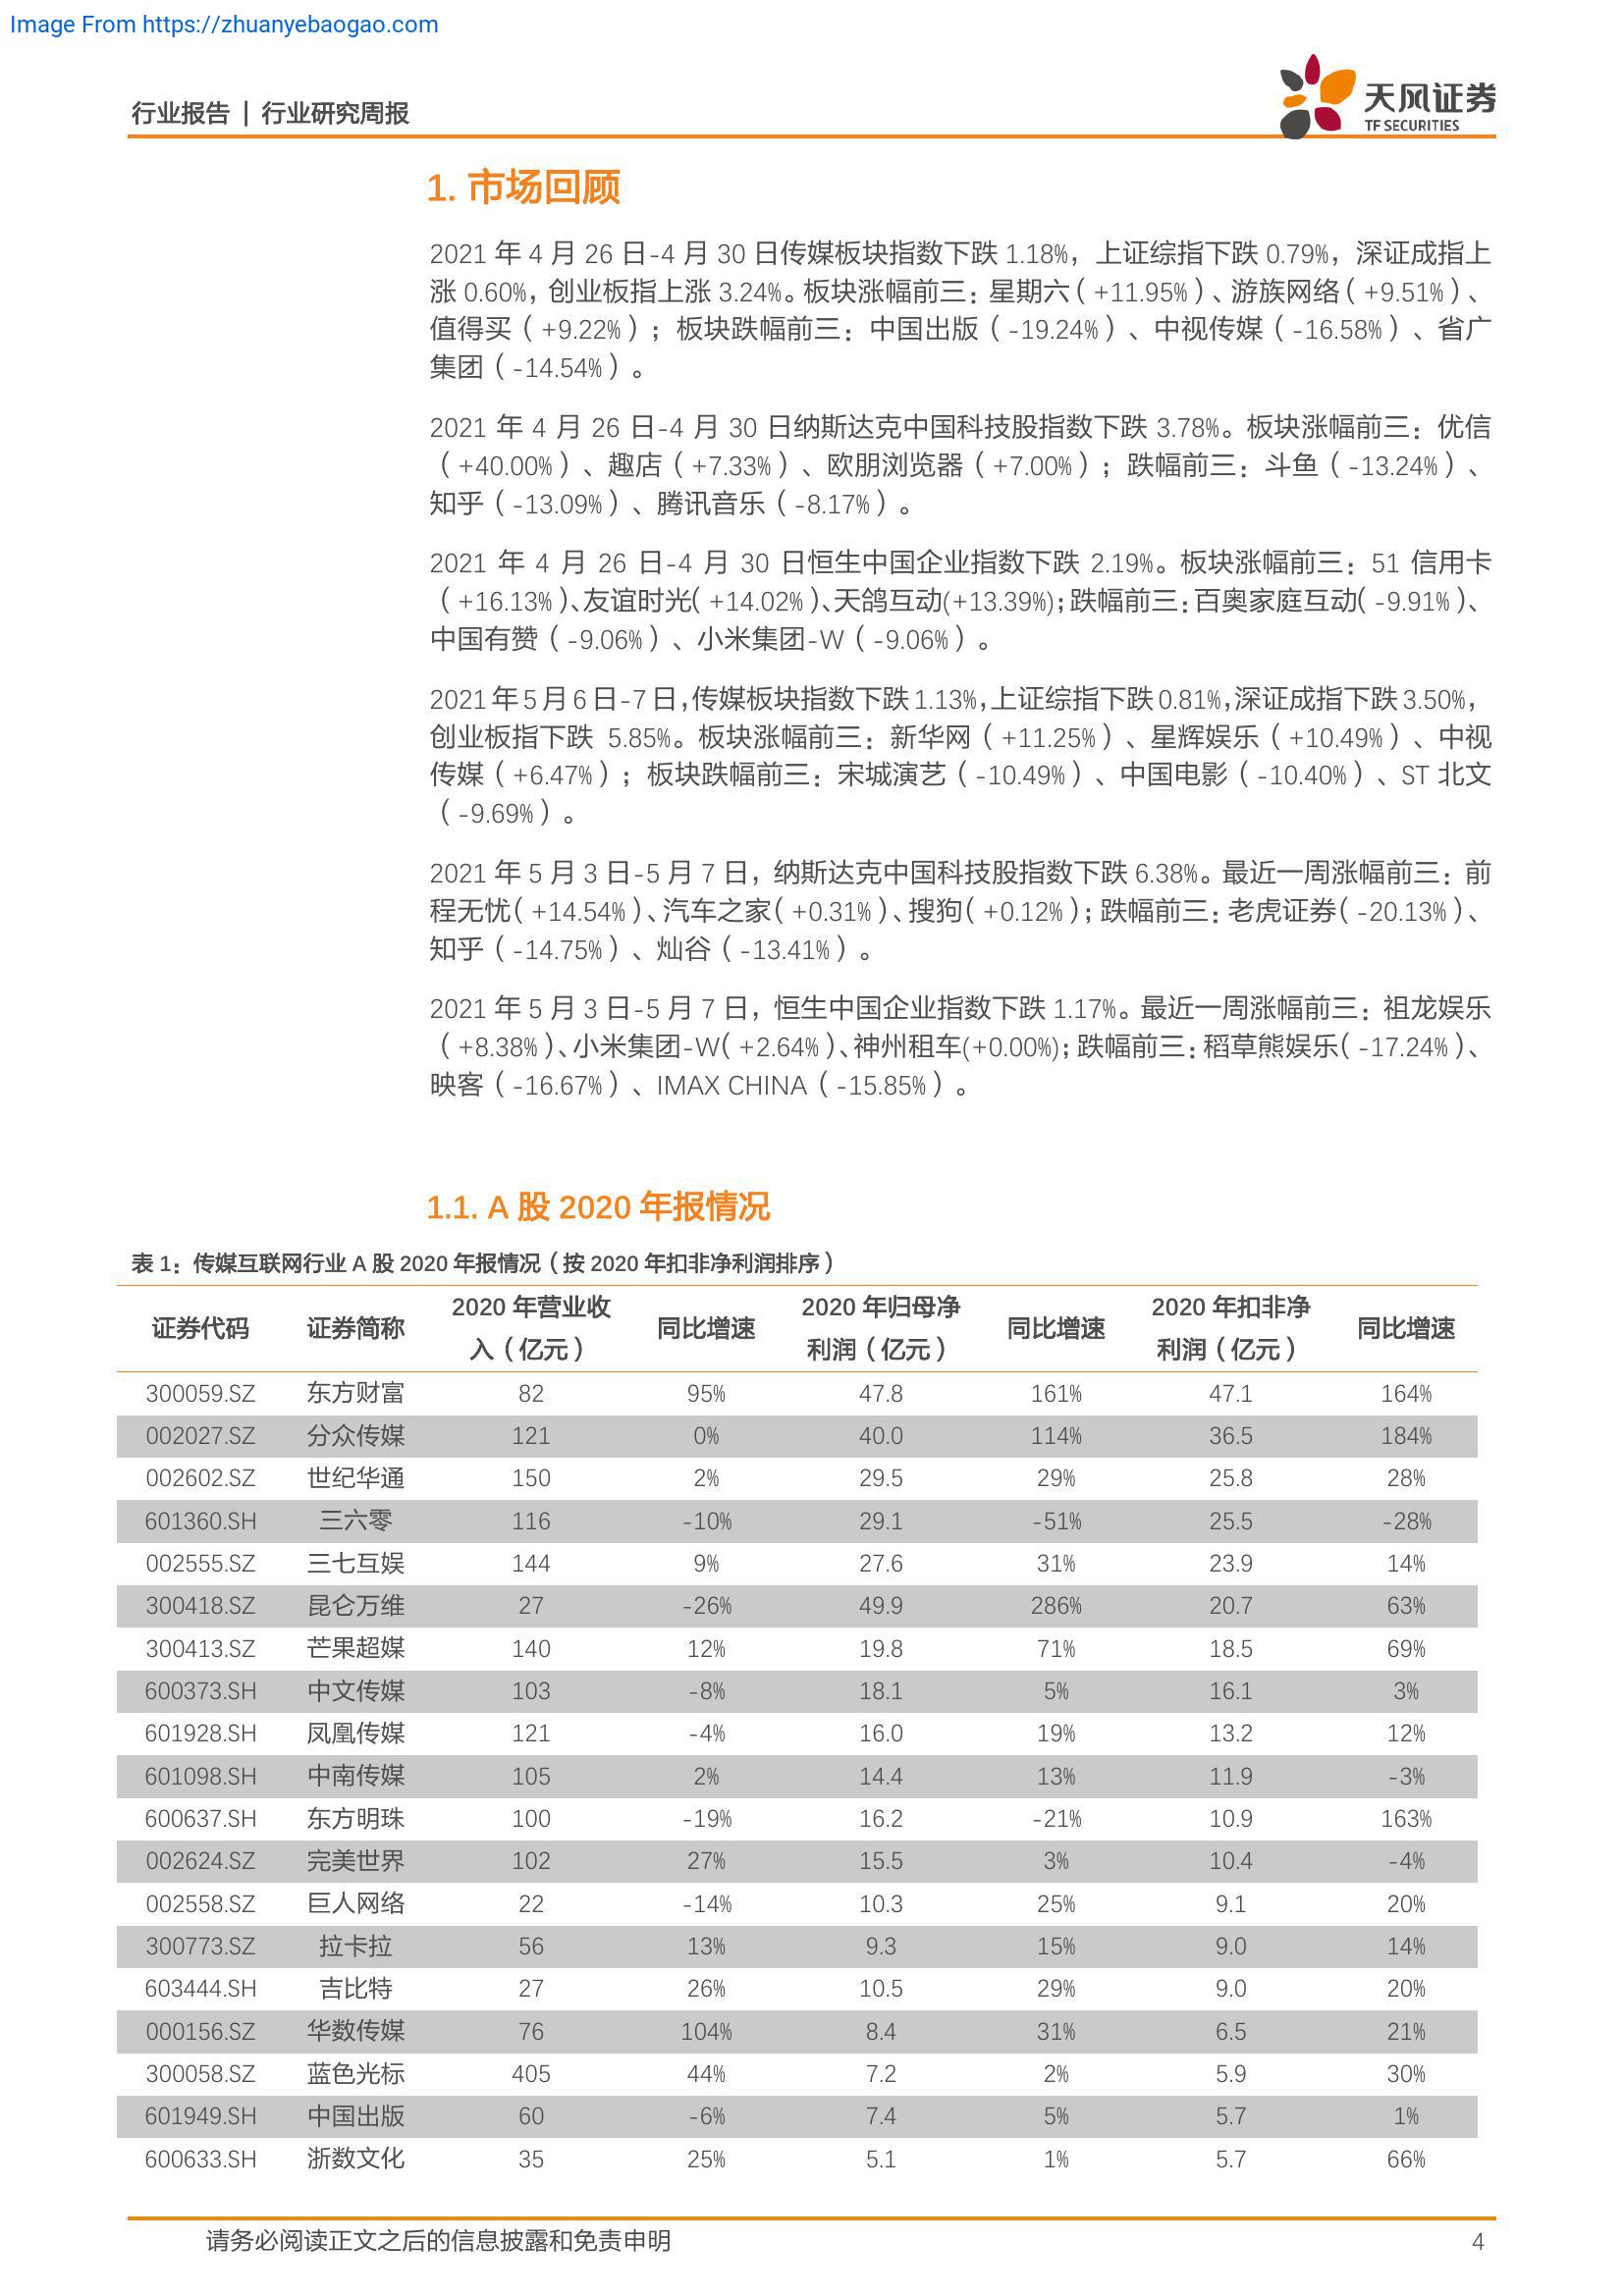 Image From https://zhuanyebaogao.com
行业报告 | 行业研究周报
天风证券
TF SECURITIES
1. 市场回顾
2021 年 4 月 26 日-4 月 30 日传媒板块指数下跌 1.18%，上证综指下跌 0.79%，深证成指上
涨 0.60%，创业板指上涨 3.24%。板块涨幅前三：星期六（+11.95%）、游族网络（+9.51%）、
值得买（+9.22%）；板块跌幅前三：中国出版（-19.24%）、中视传媒（-16.58%）、省广
集团（-14.54%）。
2021 年 4 月 26 日-4 月 30 日纳斯达克中国科技股指数下跌 3.78%。板块涨幅前三：优信
（+40.00%）、趣店（+7.33%）、欧朋浏览器（+7.00%）；跌幅前三：斗鱼（-13.24%）、
知乎（-13.09%）、腾讯音乐（-8.17%）。
2021 年 4 月 26 日-4 月 30 日恒生中国企业指数下跌 2.19%。板块涨幅前三：51 信用卡
（+16.13%）、友谊时光（+14.02%）、天鸽互动(+13.39%)；跌幅前三：百奥家庭互动（-9.91%）、
中国有赞（-9.06%）、小米集团-W（-9.06%）。
2021 年 5 月 6 日-7 日，传媒板块指数下跌 1.13%，上证综指下跌 0.81%，深证成指下跌 3.50%，
创业板指下跌 5.85%。板块涨幅前三：新华网（+11.25%）、星辉娱乐（+10.49%）、中视
传媒（+6.47%）；板块跌幅前三：宋城演艺（-10.49%）、中国电影（-10.40%）、ST 北文
（-9.69%）。
2021 年 5 月 3 日-5 月 7 日，纳斯达克中国科技股指数下跌 6.38%。最近一周涨幅前三：前
程无忧（+14.54%）、汽车之家（+0.31%）、搜狗（+0.12%）；跌幅前三：老虎证券（-20.13%）、
知乎（-14.75%）、灿谷（-13.41%）。
2021 年 5 月 3 日-5 月 7 日，恒生中国企业指数下跌 1.17%。最近一周涨幅前三：祖龙娱乐
（+8.38%）、小米集团-W（+2.64%）、神州租车(+0.00%)；跌幅前三：稻草熊娱乐（-17.24%）、
映客（-16.67%）、IMAX CHINA（-15.85%）。
1.1. A 股 2020 年报情况
表 1：传媒互联网行业 A 股 2020 年报情况（按 2020 年扣非净利润排序）
证券代码 证券简称 2020 年营业收入（亿元） 同比增速 2020 年归母净利润（亿元） 同比增速 2020 年扣非净利润（亿元） 同比增速
300059.SZ 东方财富 82 95% 47.8 161% 47.1 164%
002027.SZ 分众传媒 121 0% 40.0 114% 36.5 184%
002602.SZ 世纪华通 150 2% 29.5 29% 25.8 28%
601360.SH 三六零 116 -10% 29.1 -51% 25.5 -28%
002555.SZ 三七互娱 144 9% 27.6 31% 23.9 14%
300418.SZ 昆仑万维 27 -26% 49.9 286% 20.7 63%
300413.SZ 芒果超媒 140 12% 19.8 71% 18.5 69%
600373.SH 中文传媒 103 -8% 18.1 5% 16.1 3%
601928.SH 凤凰传媒 121 -4% 16.0 19% 13.2 12%
601098.SH 中南传媒 105 2% 14.4 13% 11.9 -3%
600637.SH 东方明珠 100 -19% 16.2 -21% 10.9 163%
002624.SZ 完美世界 102 27% 15.5 3% 10.4 -4%
002558.SZ 巨人网络 22 -14% 10.3 25% 9.1 20%
300773.SZ 拉卡拉 56 13% 9.3 15% 9.0 14%
603444.SH 吉比特 27 26% 10.5 29% 9.0 20%
000156.SZ 华数传媒 76 104% 8.4 31% 6.5 21%
300058.SZ 蓝色光标 405 44% 7.2 2% 5.9 30%
601949.SH 中国出版 60 -6% 7.4 5% 5.7 1%
600633.SH 浙数文化 35 25% 5.1 1% 5.7 66%
请务必阅读正文之后的信息披露和免责申明 4